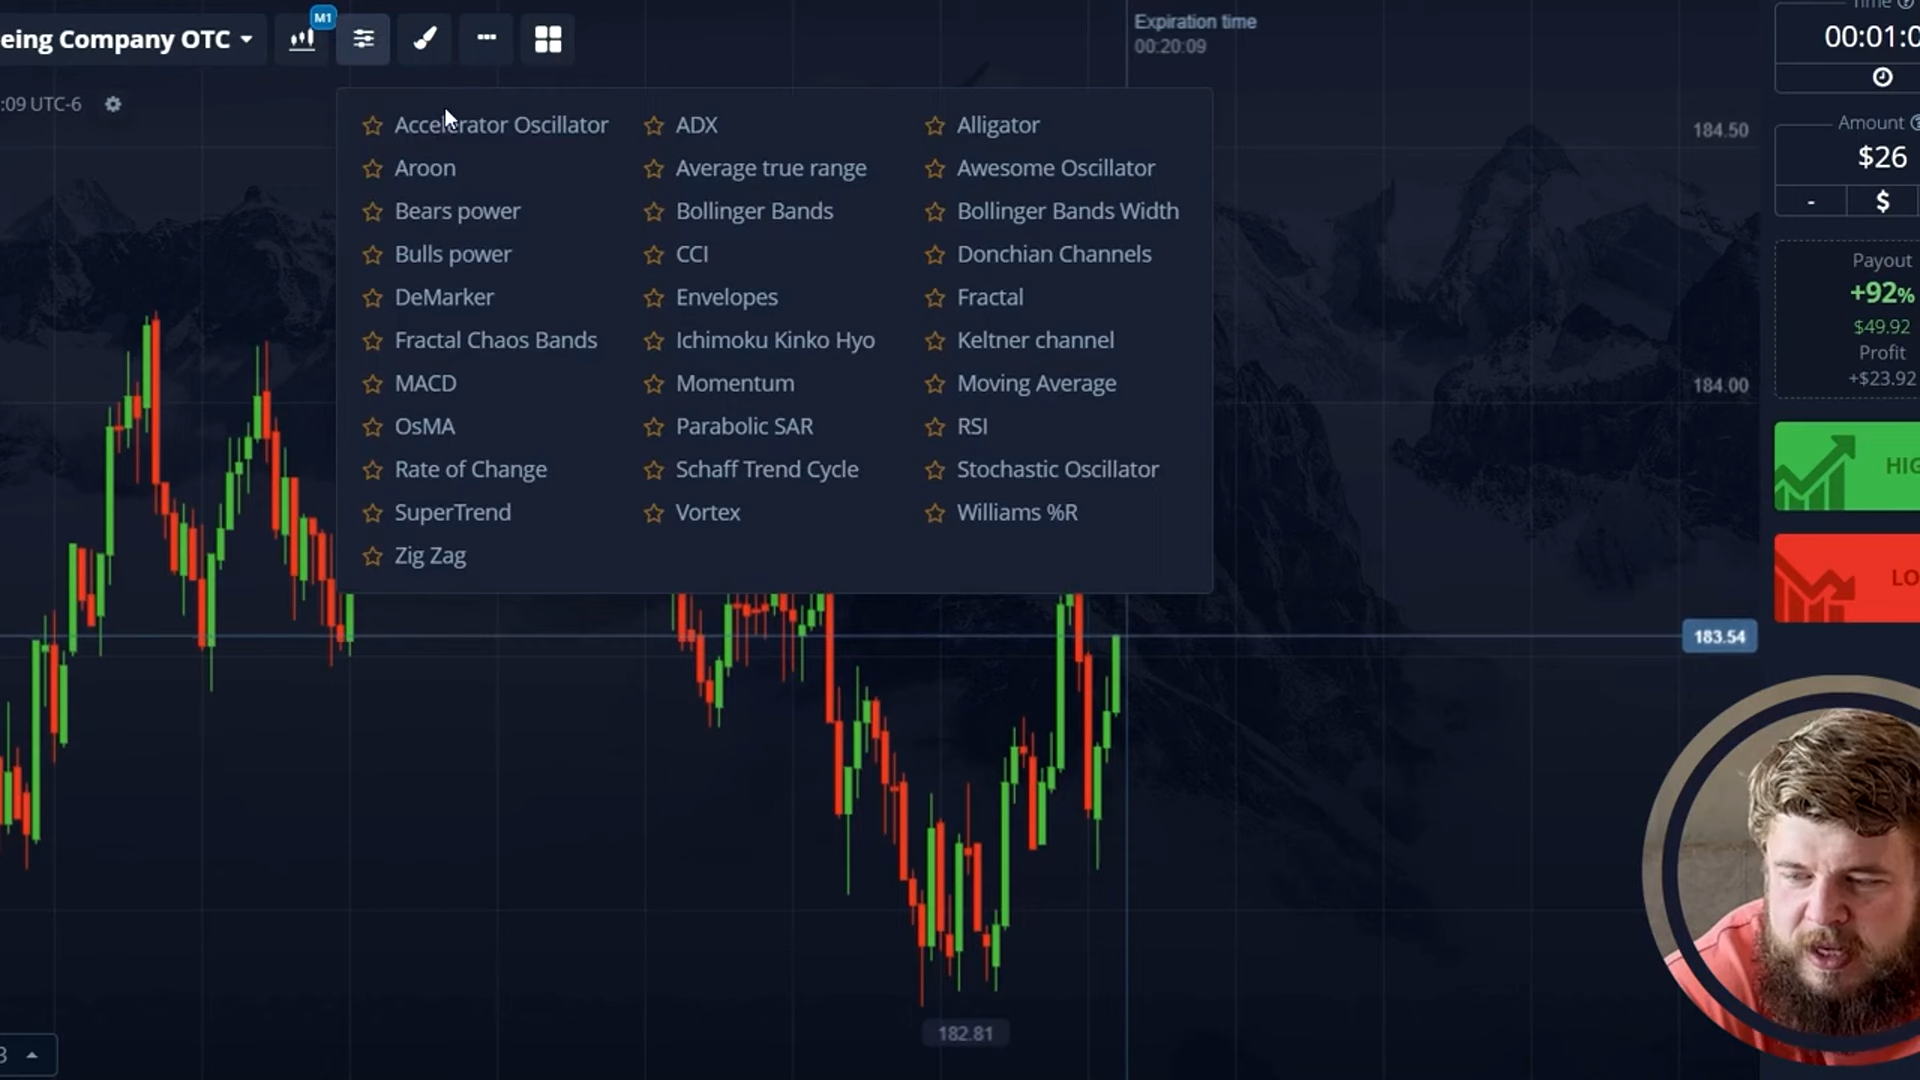 M1
eing Company OTC
Expiration time
00:20:09
:09 UTC-6
Accelerator Oscillator ADX Alligator
Aroon Average true range Awesome Oscillator
Bears power Bollinger Bands Bollinger Bands Width
Bulls power CCI Donchian Channels
DeMarker Envelopes Fractal
Fractal Chaos Bands Ichimoku Kinko Hyo Keltner channel
MACD Momentum Moving Average
OsMA Parabolic SAR RSI
Rate of Change Schaff Trend Cycle Stochastic Oscillator
SuperTrend Vortex Williams %R
Zig Zag
184.50
184.00
183.54
182.81
3
Time
00:01:0
Amount
$26
- $
Payout
+92%
$49.92
Profit
+$23.92
HIG
LO